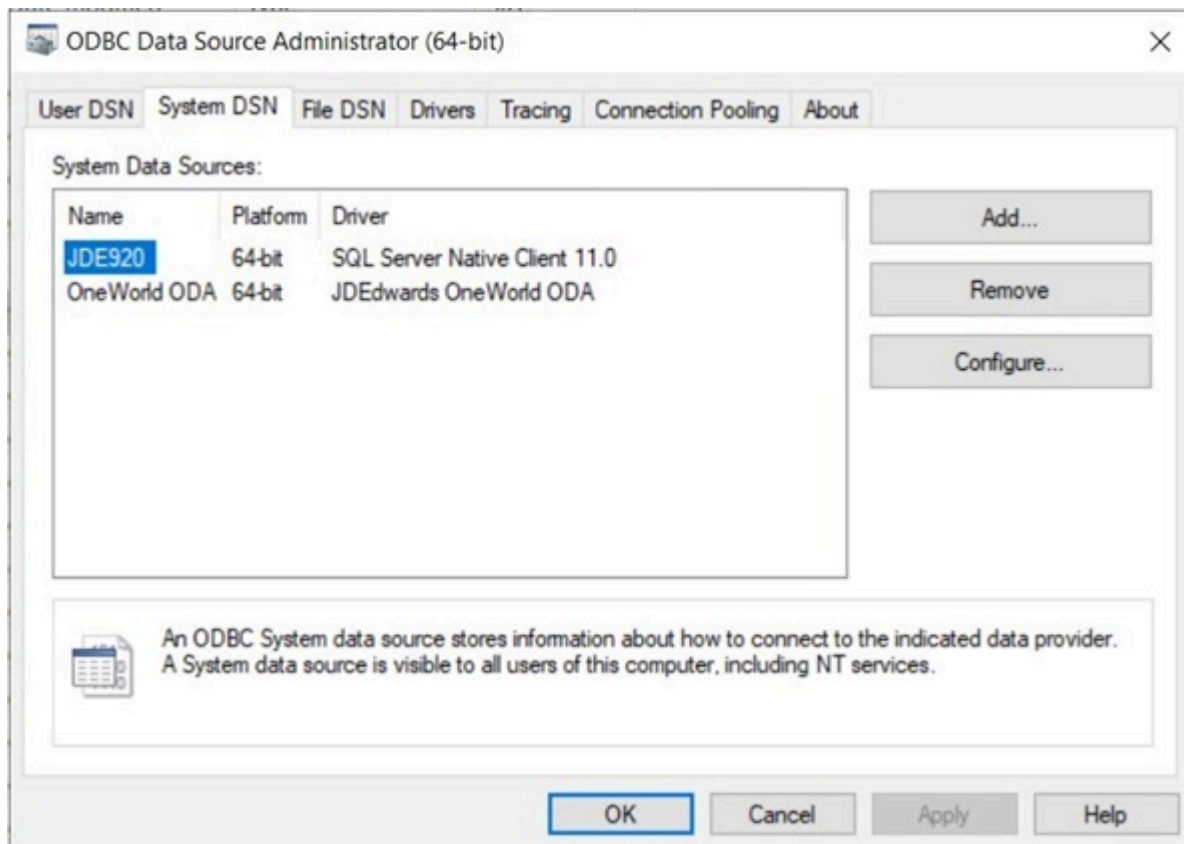 ODBC Data Source Administrator (64-bit)
User DSN System DSN File DSN Drivers Tracing Connection Pooling About
System Data Sources:
Name Platform Driver
JDE920 64-bit SQL Server Native Client 11.0
OneWorld ODA 64-bit JDEdwards OneWorld ODA
Add...
Remove
Configure...
An ODBC System data source stores information about how to connect to the indicated data provider.
A System data source is visible to all users of this computer, including NT services.
OK Cancel Apply Help